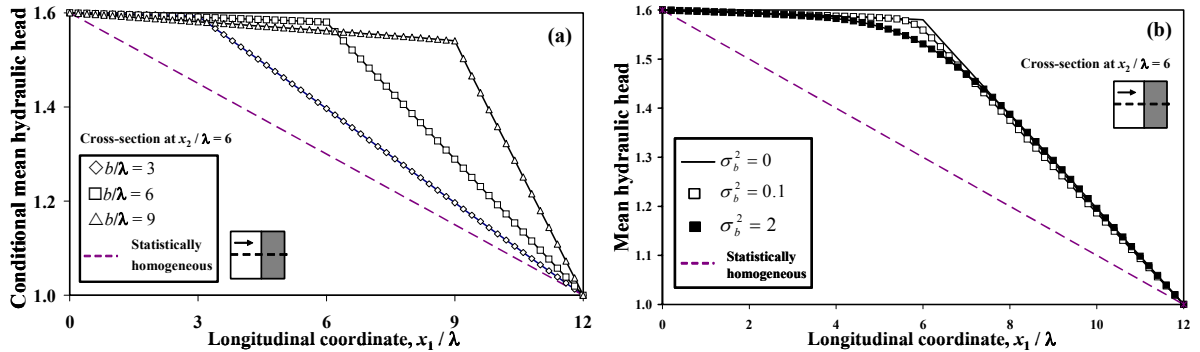 (a)
Conditional mean hydraulic head
1.6
1.4
1.2
1.0
Cross-section at x₂ / λ = 6
b/λ = 3
b/λ = 6
b/λ = 9
Statistically
homogeneous
0
3
6
9
12
Longitudinal coordinate, x₁ / λ
(b)
Mean hydraulic head
1.6
1.5
1.4
1.3
1.2
1.1
1.0
Cross-section at x₂ / λ = 6
σ_b² = 0
σ_b² = 0.1
σ_b² = 2
Statistically
homogeneous
0
2
4
6
8
10
12
Longitudinal coordinate, x₁ / λ